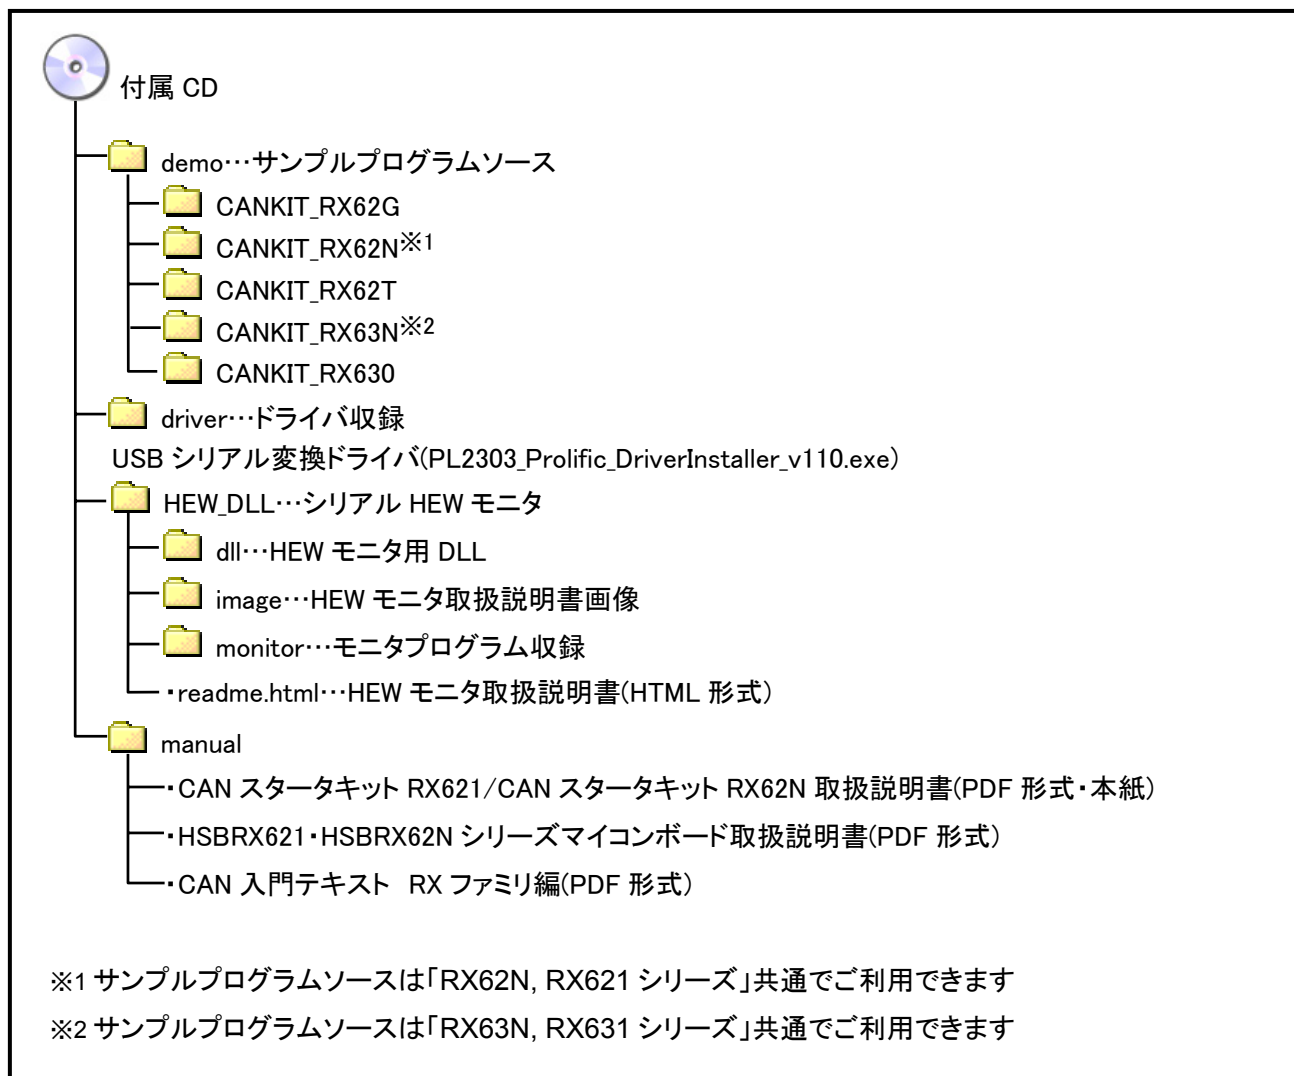 付属 CD
demo…サンプルプログラムソース
CANKIT_RX62G
CANKIT_RX62N※1
CANKIT_RX62T
CANKIT_RX63N※2
CANKIT_RX630
driver…ドライバ収録
USB シリアル変換ドライバ(PL2303_Prolific_DriverInstaller_v110.exe)
HEW_DLL…シリアル HEW モニタ
dll…HEW モニタ用 DLL
image…HEW モニタ取扱説明書画像
monitor…モニタプログラム収録
・readme.html…HEW モニタ取扱説明書(HTML 形式)
manual
・CAN スタータキット RX621/CAN スタータキット RX62N 取扱説明書(PDF 形式・本紙)
・HSBRX621・HSBRX62N シリーズマイコンボード取扱説明書(PDF 形式)
・CAN 入門テキスト RX ファミリ編(PDF 形式)
※1 サンプルプログラムソースは「RX62N, RX621 シリーズ」共通でご利用できます
※2 サンプルプログラムソースは「RX63N, RX631 シリーズ」共通でご利用できます